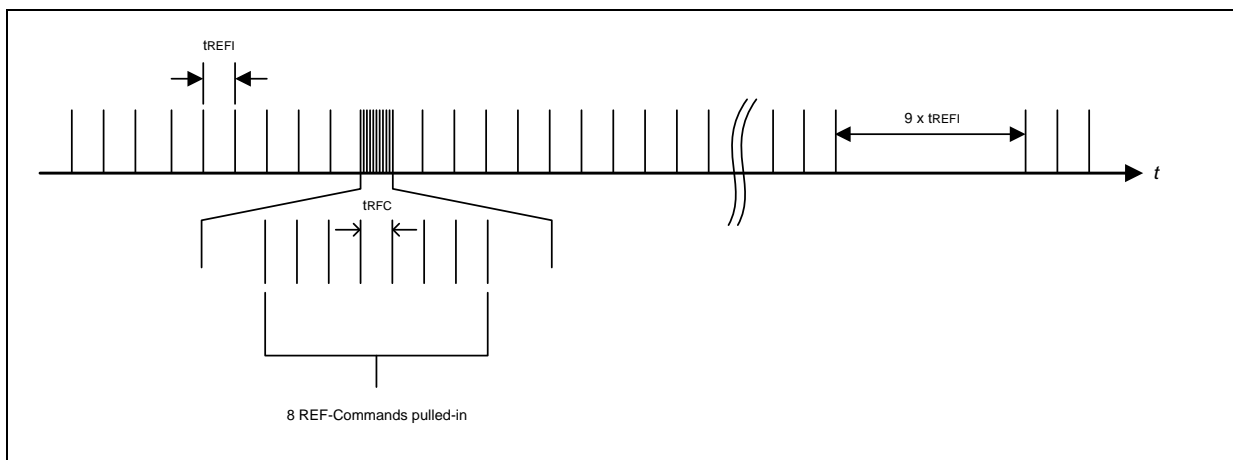 tREFI
9 x tREFI
t
tRFC
8 REF-Commands pulled-in